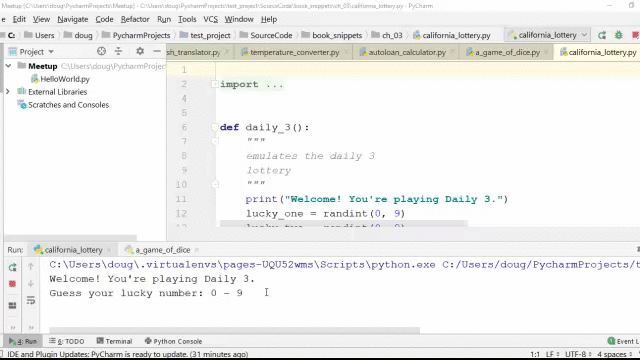 Meetup [C:\Users\doug\PycharmProjects\Meetup] - C:\Users\doug\PycharmProjects\test_project\SourceCode\book_snippets\ch_03\california_lottery.py - PyCharm
File Edit View Navigate Code Refactor Run Tools VCS Window Help
C: Users doug PycharmProjects test_project SourceCode book_snippets ch_03 california_lottery.py california_lottery
Project sh_translator.py temperature_converter.py autoloan_calculator.py a_game_of_dice.py california_lottery.py
Meetup C:\Users\doug\PycharmProjects
HelloWorld.py
External Libraries
Scratches and Consoles
1
2 import ...
6 def daily_3():
7 """
8 emulates the daily 3
9 lottery
10 """
11 print("Welcome! You're playing Daily 3.")
12 lucky_one = randint(0, 9)
Run: california_lottery a_game_of_dice
C:\Users\doug\.virtualenvs\pages-UQU52wms\Scripts\python.exe C:/Users/doug/PycharmProjects/t
Welcome! You're playing Daily 3.
Guess your lucky number: 0 - 9
4: Run 6: TODO Terminal Python Console Event L
IDE and Plugin Updates: PyCharm is ready to update. (31 minutes ago) 1:1 LF UTF-8 4 spaces